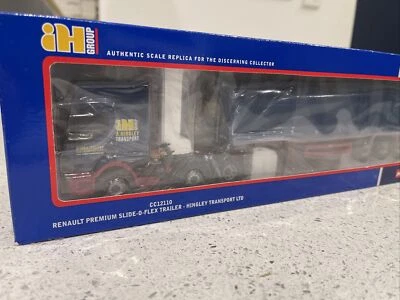 iH
GROUP
AUTHENTIC SCALE REPLICA FOR THE DISCERNING COLLECTOR
HINGLEY
TRANSPORT
CC12110
RENAULT PREMIUM SLIDE-O-FLEX TRAILER - HINGLEY TRANSPORT LTD